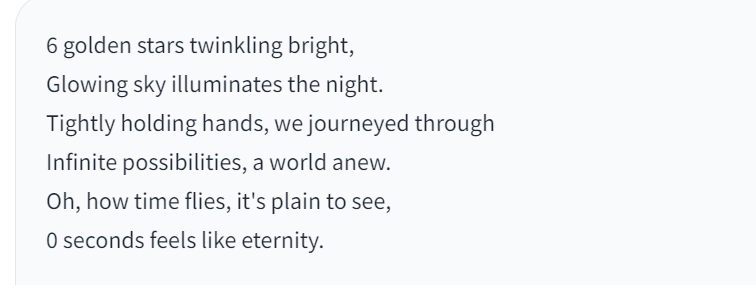 6 golden stars twinkling bright,
Glowing sky illuminates the night.
Tightly holding hands, we journeyed through
Infinite possibilities, a world anew.
Oh, how time flies, it's plain to see,
0 seconds feels like eternity.